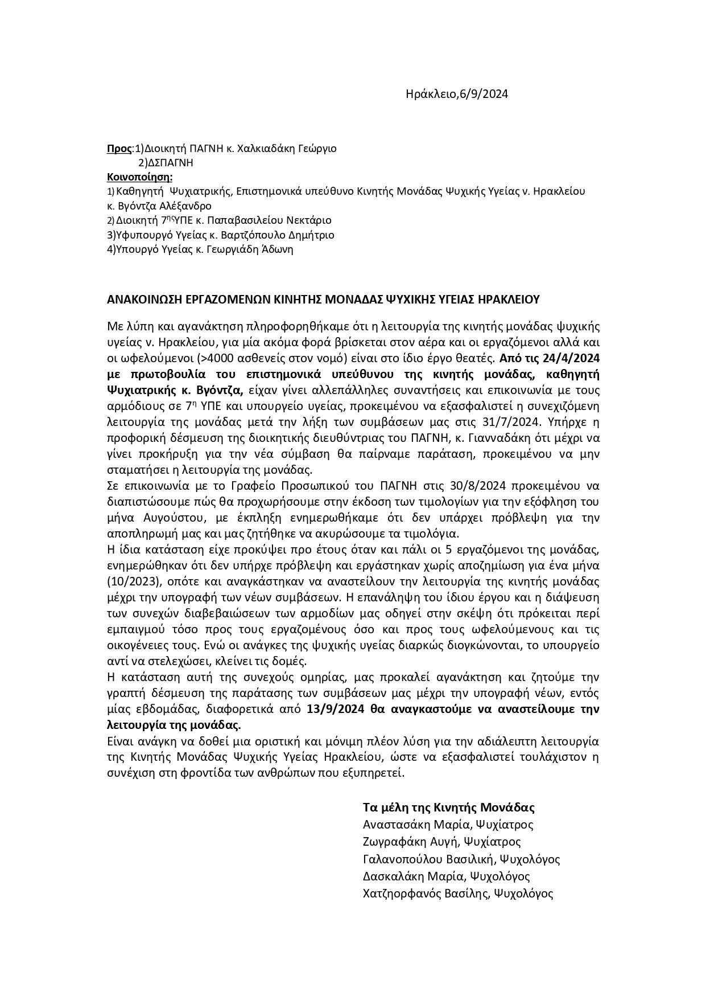 Ηράκλειο,6/9/2024
Προς:1)Διοικητή ΠΑΓΝΗ κ. Χαλκιαδάκη Γεώργιο
2)ΔΣΠΑΓΝΗ
Κοινοποίηση:
1)Καθηγητή Ψυχιατρικής, Επιστημονικά υπεύθυνο Κινητής Μονάδας Ψυχικής Υγείας ν. Ηρακλείου
κ. Βγόντζα Αλέξανδρο
2)Διοικητή 7ηςΥΠΕ κ. Παπαβασιλείου Νεκτάριο
3)Υφυπουργό Υγείας κ. Βαρτζόπουλο Δημήτριο
4)Υπουργό Υγείας κ. Γεωργιάδη Άδωνη
ΑΝΑΚΟΙΝΩΣΗ ΕΡΓΑΖΟΜΕΝΩΝ ΚΙΝΗΤΗΣ ΜΟΝΑΔΑΣ ΨΥΧΙΚΗΣ ΥΓΕΙΑΣ ΗΡΑΚΛΕΙΟΥ
Με λύπη και αγανάκτηση πληροφορηθήκαμε ότι η λειτουργία της κινητής μονάδας ψυχικής
υγείας ν. Ηρακλείου, για μία ακόμα φορά βρίσκεται στον αέρα και οι εργαζόμενοι αλλά και
οι ωφελούμενοι (>4000 ασθενείς στον νομό) είναι στο ίδιο έργο θεατές. Από τις 24/4/2024
με πρωτοβουλία του επιστημονικά υπεύθυνου της κινητής μονάδας, καθηγητή
Ψυχιατρικής κ. Βγόντζα, είχαν γίνει αλλεπάλληλες συναντήσεις και επικοινωνία με τους
αρμόδιους σε 7η ΥΠΕ και υπουργείο υγείας, προκειμένου να εξασφαλιστεί η συνεχιζόμενη
λειτουργία της μονάδας μετά την λήξη των συμβάσεων μας στις 31/7/2024. Υπήρχε η
προφορική δέσμευση της διοικητικής διευθύντριας του ΠΑΓΝΗ, κ. Γιανναδάκη ότι μέχρι να
γίνει προκήρυξη για την νέα σύμβαση θα παίρναμε παράταση, προκειμένου να μην
σταματήσει η λειτουργία της μονάδας.
Σε επικοινωνία με το Γραφείο Προσωπικού του ΠΑΓΝΗ στις 30/8/2024 προκειμένου να
διαπιστώσουμε πώς θα προχωρήσουμε στην έκδοση των τιμολογίων για την εξόφληση του
μήνα Αυγούστου, με έκπληξη ενημερωθήκαμε ότι δεν υπάρχει πρόβλεψη για την
αποπληρωμή μας και μας ζητήθηκε να ακυρώσουμε τα τιμολόγια.
Η ίδια κατάσταση είχε προκύψει προ έτους όταν και πάλι οι 5 εργαζόμενοι της μονάδας,
ενημερώθηκαν ότι δεν υπήρχε πρόβλεψη και εργάστηκαν χωρίς αποζημίωση για ένα μήνα
(10/2023), οπότε και αναγκάστηκαν να αναστείλουν την λειτουργία της κινητής μονάδας
μέχρι την υπογραφή των νέων συμβάσεων. Η επανάληψη του ίδιου έργου και η διάψευση
των συνεχών διαβεβαιώσεων των αρμοδίων μας οδηγεί στην σκέψη ότι πρόκειται περί
εμπαιγμού τόσο προς τους εργαζομένους όσο και προς τους ωφελούμενους και τις
οικογένειες τους. Ενώ οι ανάγκες της ψυχικής υγείας διαρκώς διογκώνονται, το υπουργείο
αντί να στελεχώσει, κλείνει τις δομές.
Η κατάσταση αυτή της συνεχούς ομηρίας, μας προκαλεί αγανάκτηση και ζητούμε την
γραπτή δέσμευση της παράτασης των συμβάσεων μας μέχρι την υπογραφή νέων, εντός
μίας εβδομάδας, διαφορετικά από 13/9/2024 θα αναγκαστούμε να αναστείλουμε την
λειτουργία της μονάδας.
Είναι ανάγκη να δοθεί μια οριστική και μόνιμη πλέον λύση για την αδιάλειπτη λειτουργία
της Κινητής Μονάδας Ψυχικής Υγείας Ηρακλείου, ώστε να εξασφαλιστεί τουλάχιστον η
συνέχιση στη φροντίδα των ανθρώπων που εξυπηρετεί.
Τα μέλη της Κινητής Μονάδας
Αναστασάκη Μαρία, Ψυχίατρος
Ζωγραφάκη Αυγή, Ψυχίατρος
Γαλανοπούλου Βασιλική, Ψυχολόγος
Δασκαλάκη Μαρία, Ψυχολόγος
Χατζηορφανός Βασίλης, Ψυχολόγος